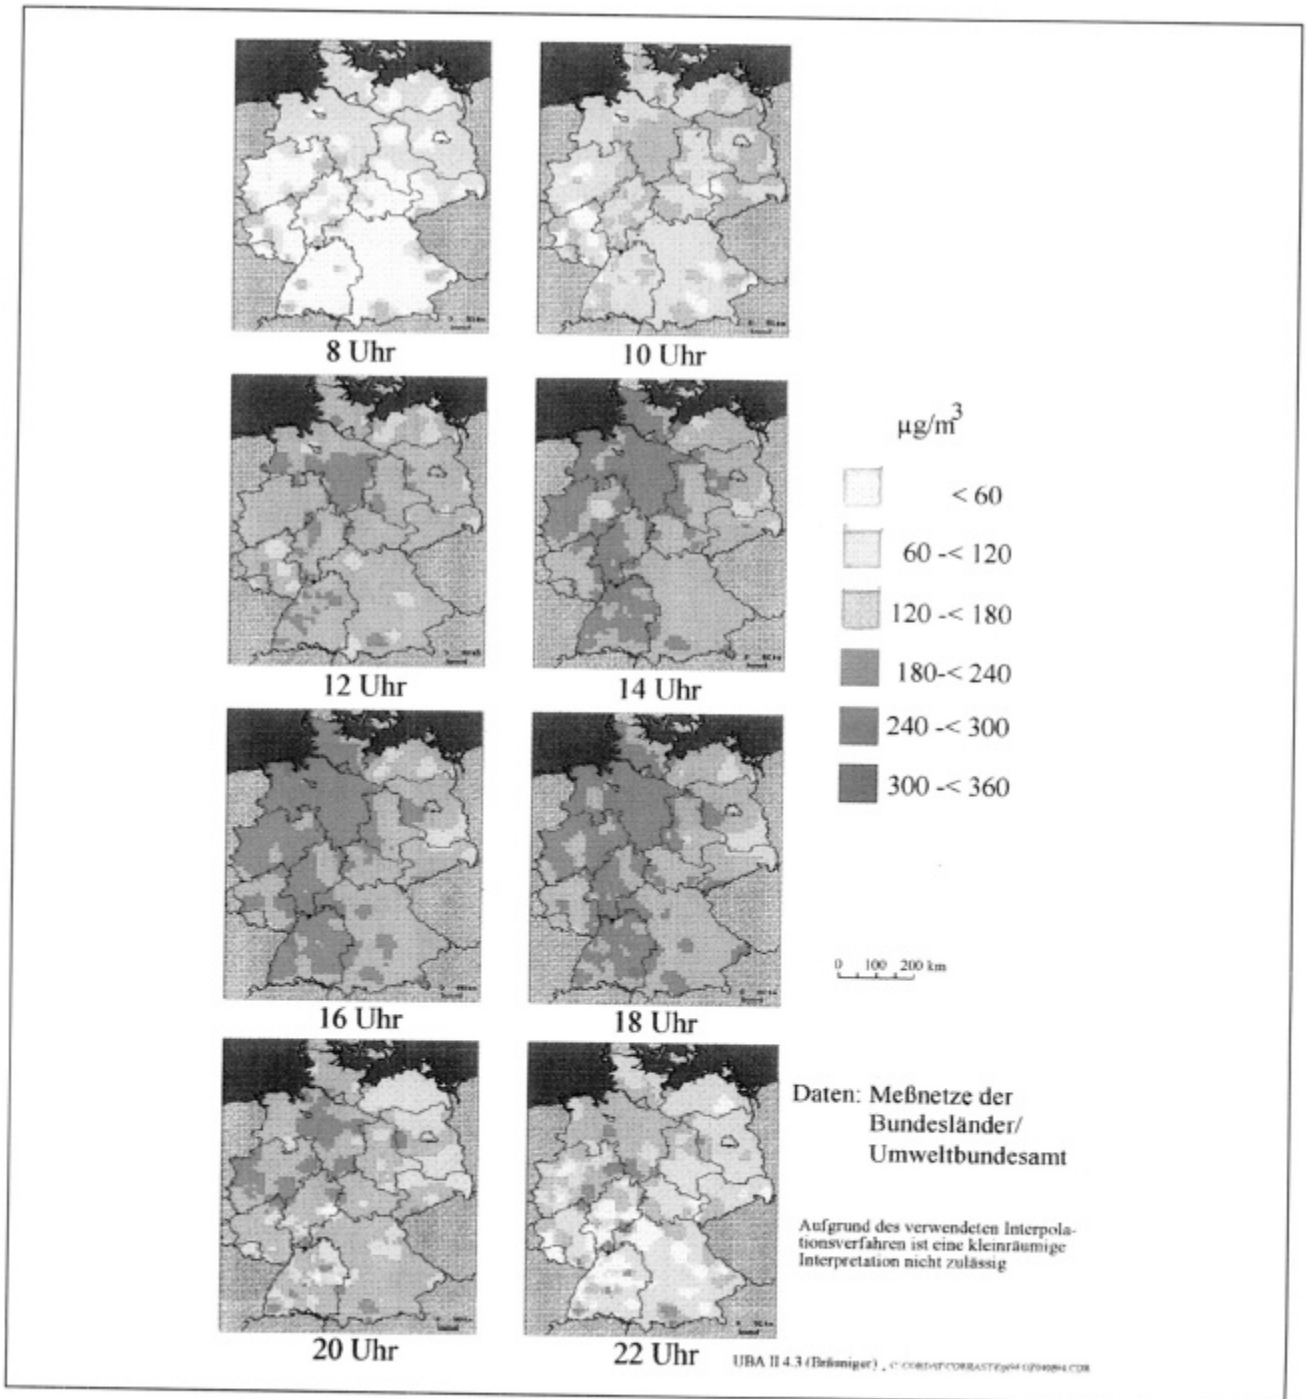 8 Uhr
10 Uhr
12 Uhr
14 Uhr
16 Uhr
18 Uhr
20 Uhr
22 Uhr
µg/m³
< 60
60 -< 120
120 -< 180
180-< 240
240 -< 300
300 -< 360
0 100 200 km
Daten: Meßnetze der
Bundesländer/
Umweltbundesamt
Aufgrund des verwendeten Interpola-
tionsverfahren ist eine kleinräumige
Interpretation nicht zulässig
UBA II 4.3 (Bräuniger)